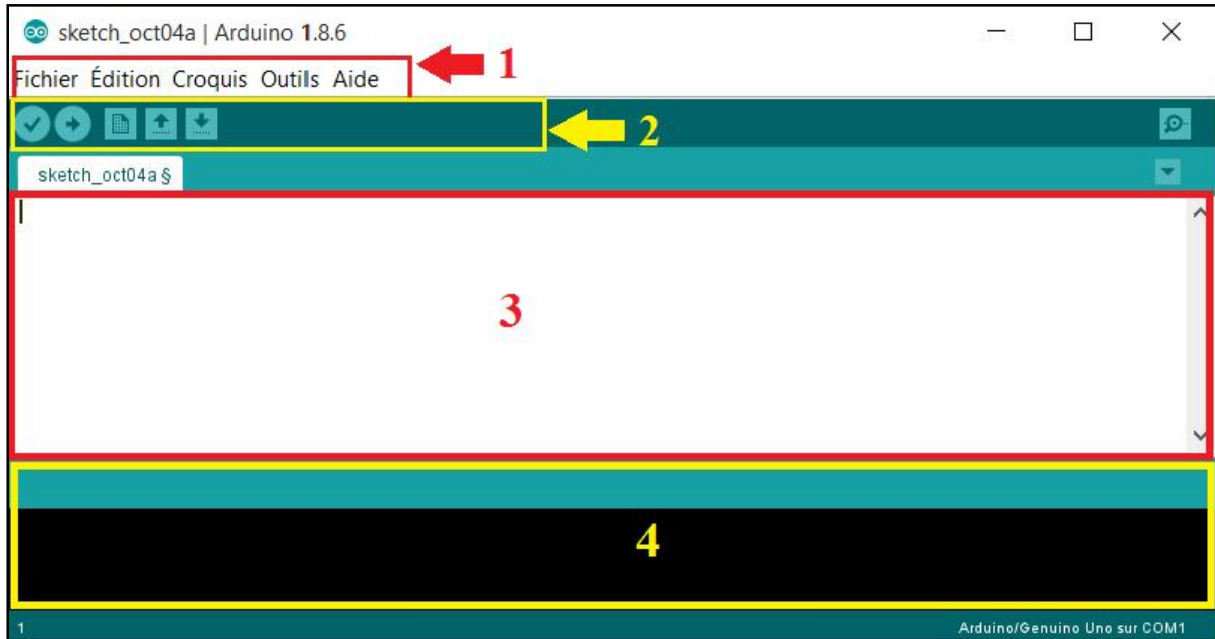 sketch_oct04a | Arduino 1.8.6
Fichier Édition Croquis Outils Aide
1
2
sketch_oct04a §
3
4
1
Arduino/Genuino Uno sur COM1